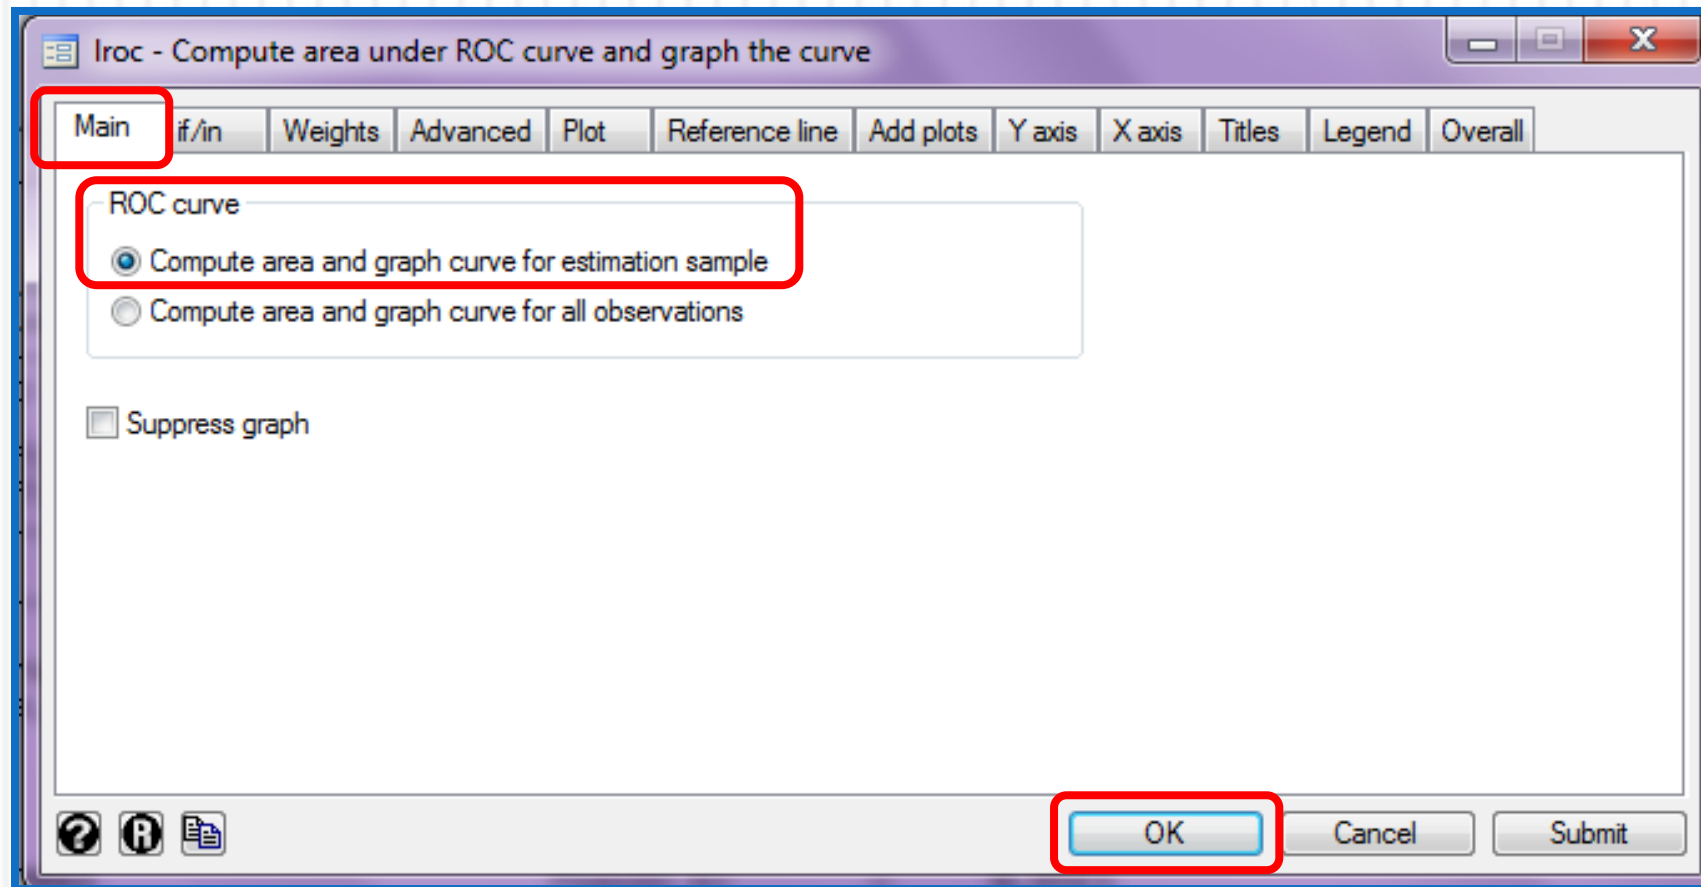 lroc - Compute area under ROC curve and graph the curve
Main if/in Weights Advanced Plot Reference line Add plots Y axis X axis Titles Legend Overall
ROC curve
Compute area and graph curve for estimation sample
Compute area and graph curve for all observations
Suppress graph
? R OK Cancel Submit